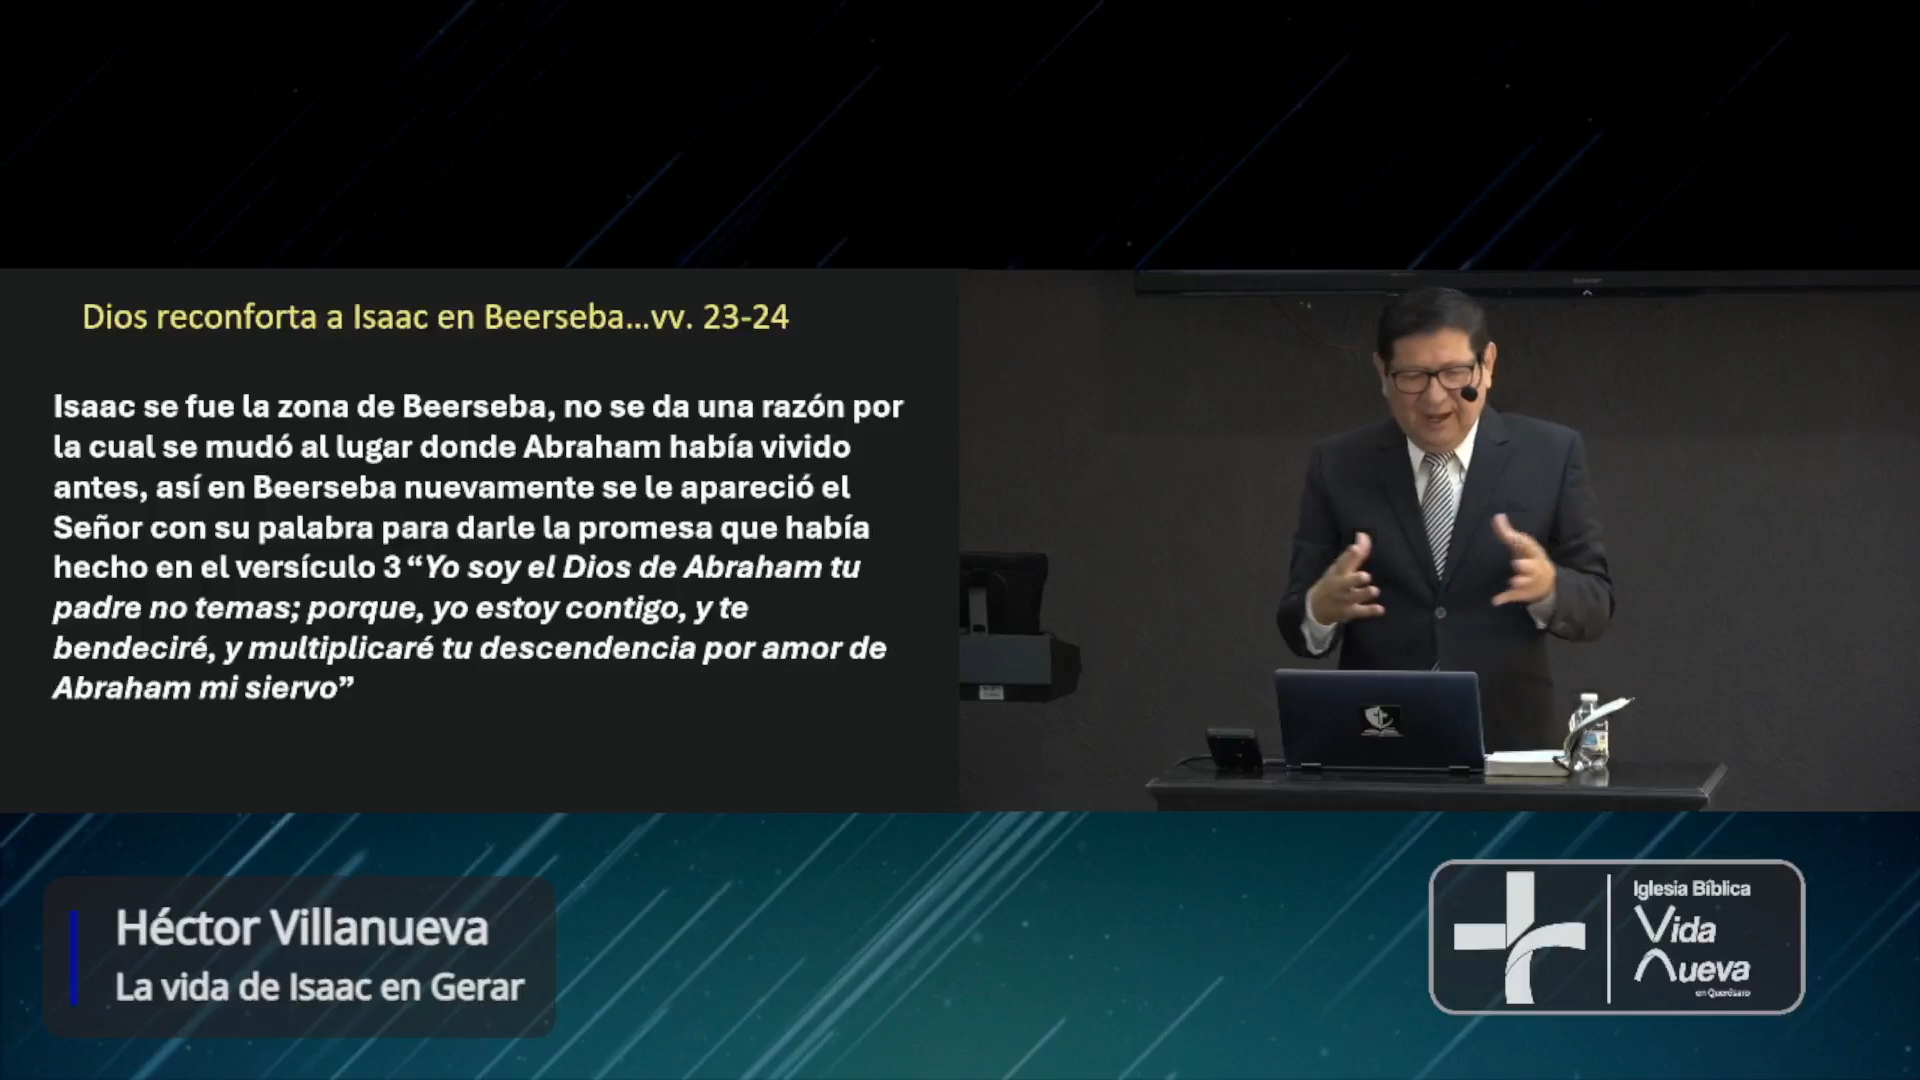 Dios reconforta a Isaac en Beerseba...vv. 23-24
Isaac se fue la zona de Beerseba, no se da una razón por
la cual se mudó al lugar donde Abraham había vivido
antes, así en Beerseba nuevamente se le apareció el
Señor con su palabra para darle la promesa que había
hecho en el versículo 3 “Yo soy el Dios de Abraham tu
padre no temas; porque, yo estoy contigo, y te
bendeciré, y multiplicaré tu descendencia por amor de
Abraham mi siervo”
Héctor Villanueva
La vida de Isaac en Gerar
Iglesia Bíblica
Vida
Nueva
en Querétaro